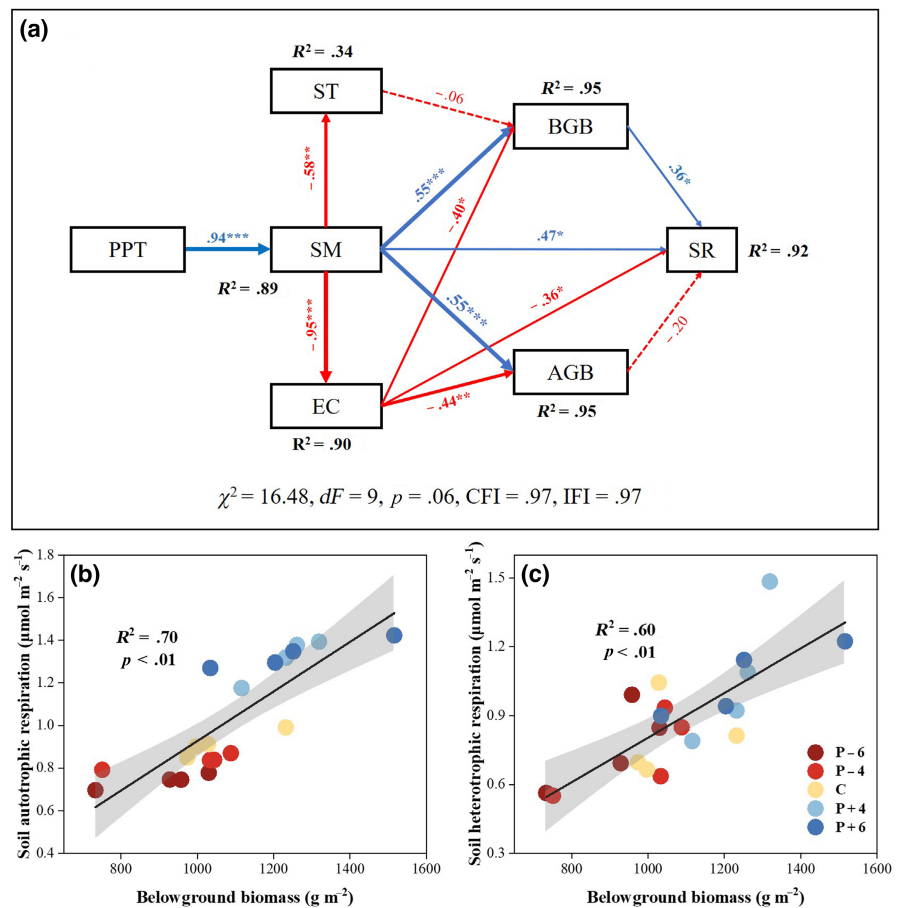 (a)
R² = .34
ST
−.06
R² = .95
BGB
−.58**
.55***
−.40*
.36*
PPT
.94***
SM
.47*
SR
R² = .92
R² = .89
−.95***
.55***
−.36*
−.20
EC
−.44**
AGB
R² = .90
R² = .95
χ² = 16.48, dF = 9, p = .06, CFI = .97, IFI = .97
(b)
Soil autotrophic respiration (μmol m⁻² s⁻¹)
1.8
1.6
1.4
1.2
1.0
0.8
0.6
0.4
R² = .70
p < .01
800
1000
1200
1400
1600
Belowground biomass (g m⁻²)
(c)
Soil heterotrophic respiration (μmol m⁻² s⁻¹)
1.5
1.2
0.9
0.6
0.3
R² = .60
p < .01
P−6
P−4
C
P+4
P+6
800
1000
1200
1400
1600
Belowground biomass (g m⁻²)